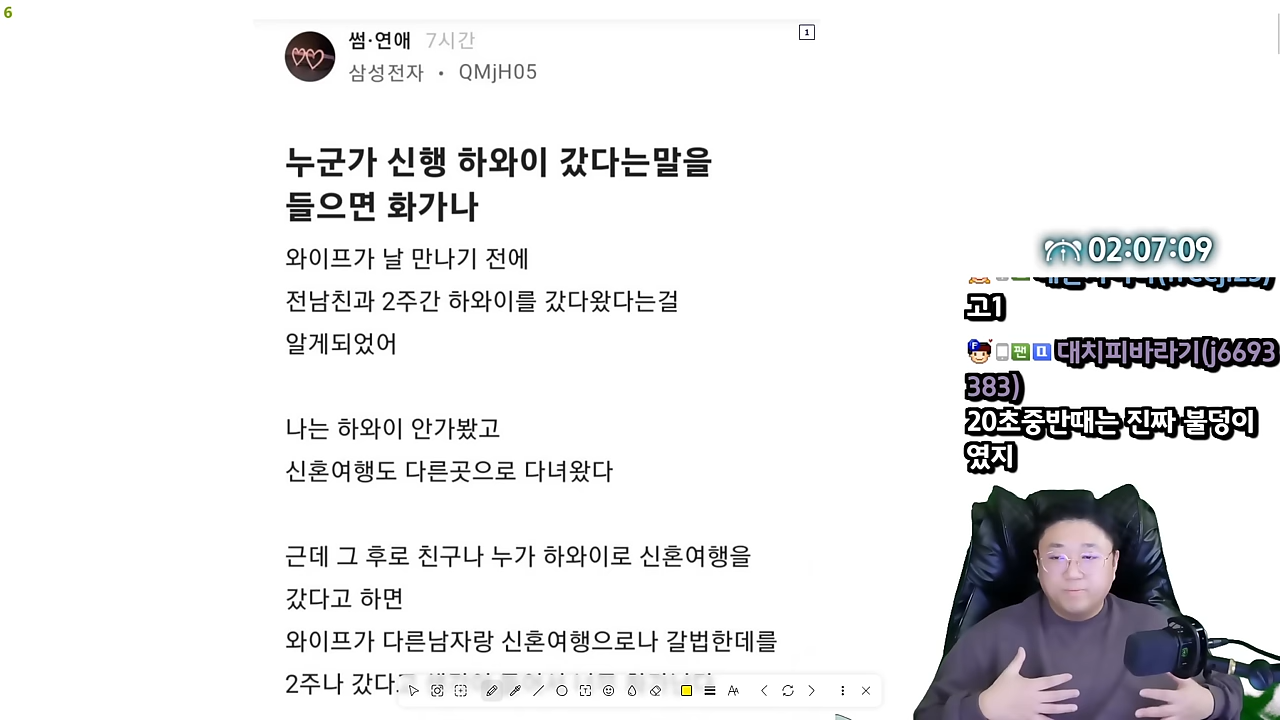 6
썸·연애 7시간
1
삼성전자 • QMjH05
누군가 신행 하와이 갔다는말을
들으면 화가나
와이프가 날 만나기 전에
전남친과 2주간 하와이를 갔다왔다는걸
알게되었어
나는 하와이 안가봤고
신혼여행도 다른곳으로 다녀왔다
근데 그 후로 친구나 누가 하와이로 신혼여행을
갔다고 하면
와이프가 다른남자랑 신혼여행으로나 갈법한데를
2주나 갔다
02:07:09
고1
팬 대치피바라기(j6693
383)
20초중반때는 진짜 불덩이
였지